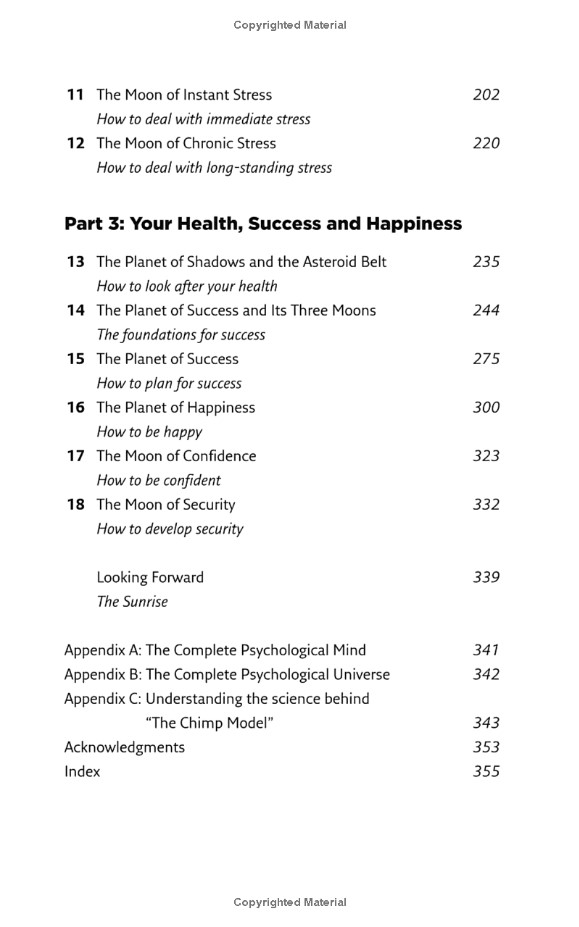 Copyrighted Material
11 The Moon of Instant Stress 202
How to deal with immediate stress
12 The Moon of Chronic Stress 220
How to deal with long-standing stress
Part 3: Your Health, Success and Happiness
13 The Planet of Shadows and the Asteroid Belt 235
How to look after your health
14 The Planet of Success and Its Three Moons 244
The foundations for success
15 The Planet of Success 275
How to plan for success
16 The Planet of Happiness 300
How to be happy
17 The Moon of Confidence 323
How to be confident
18 The Moon of Security 332
How to develop security
Looking Forward 339
The Sunrise
Appendix A: The Complete Psychological Mind 341
Appendix B: The Complete Psychological Universe 342
Appendix C: Understanding the science behind
“The Chimp Model” 343
Acknowledgments 353
Index 355
Copyrighted Material